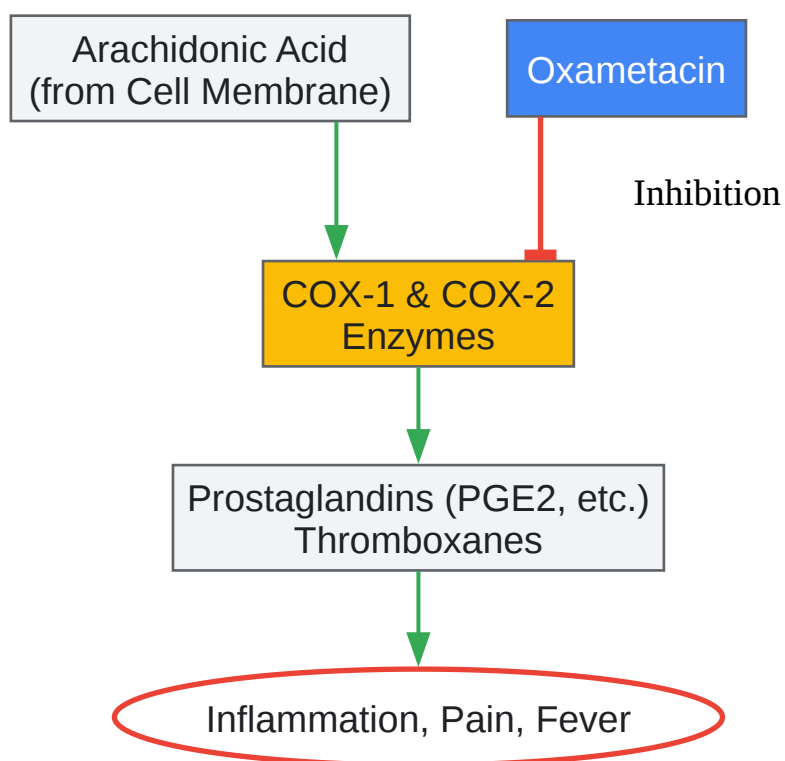 Arachidonic Acid
(from Cell Membrane)
Oxametacin
Inhibition
COX-1 & COX-2
Enzymes
Prostaglandins (PGE2, etc.)
Thromboxanes
Inflammation, Pain, Fever